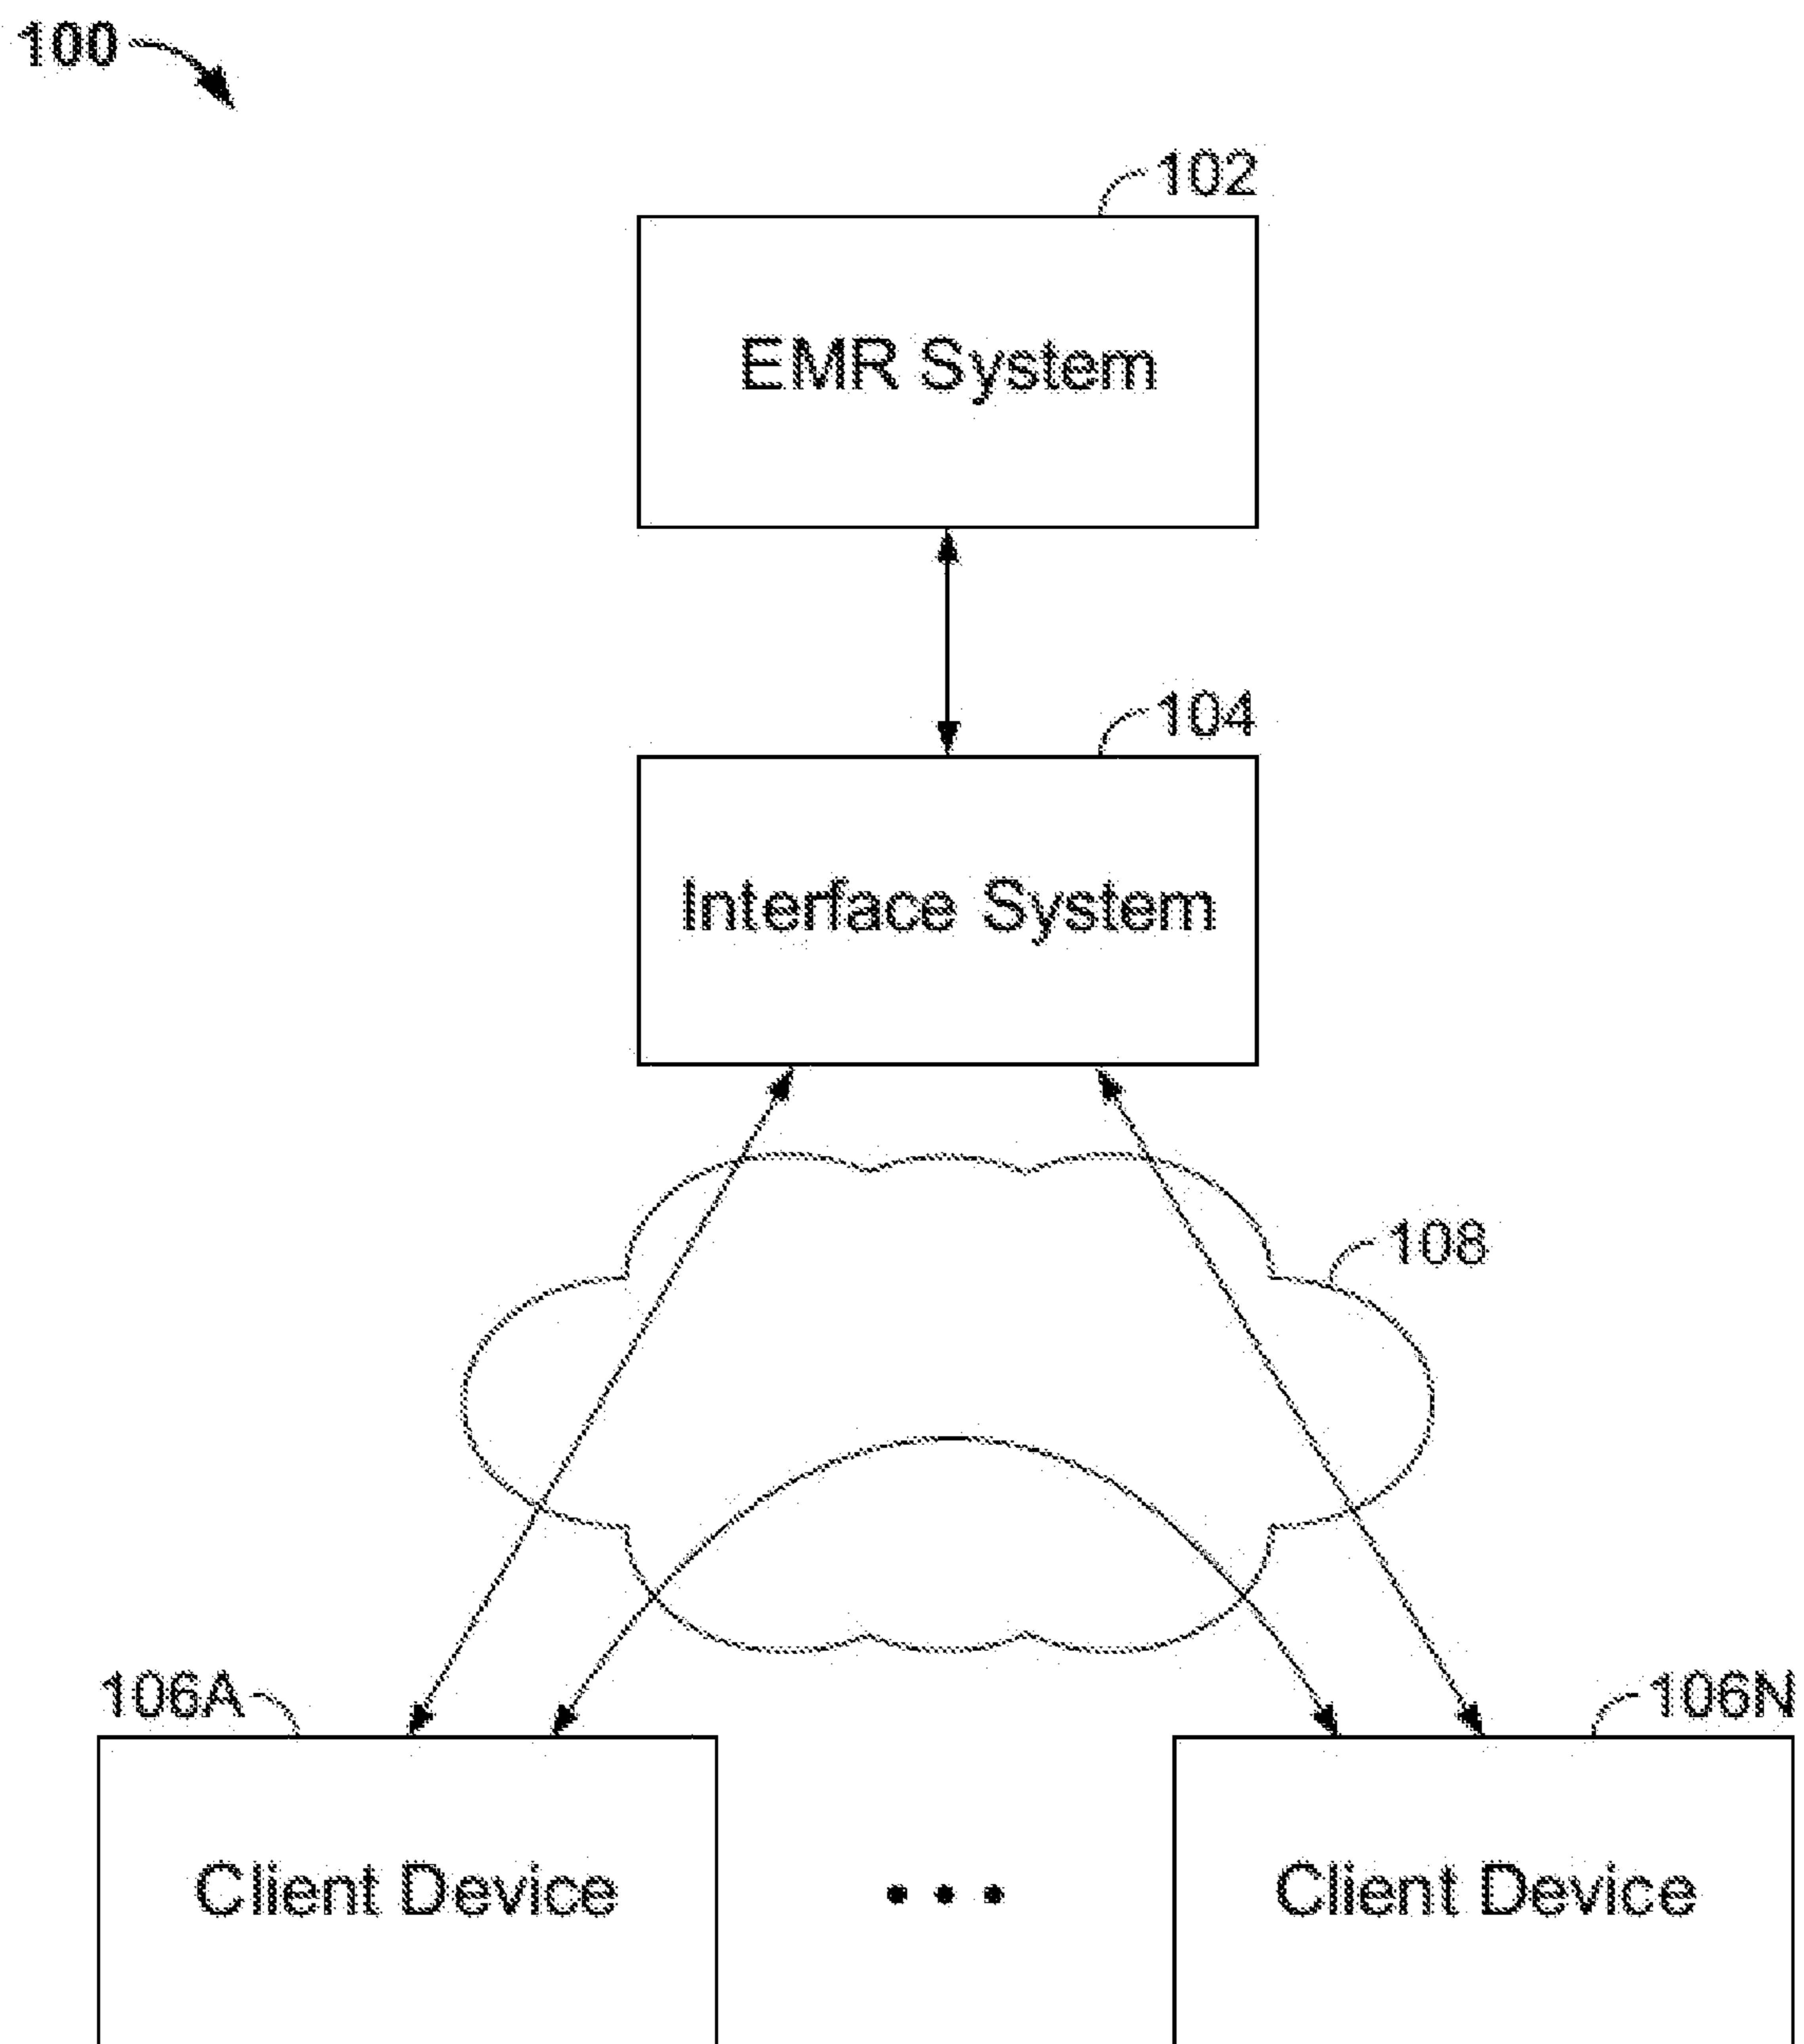 100
102
EMR System
104
Interface System
108
106A
106N
Client Device
• • •
Client Device